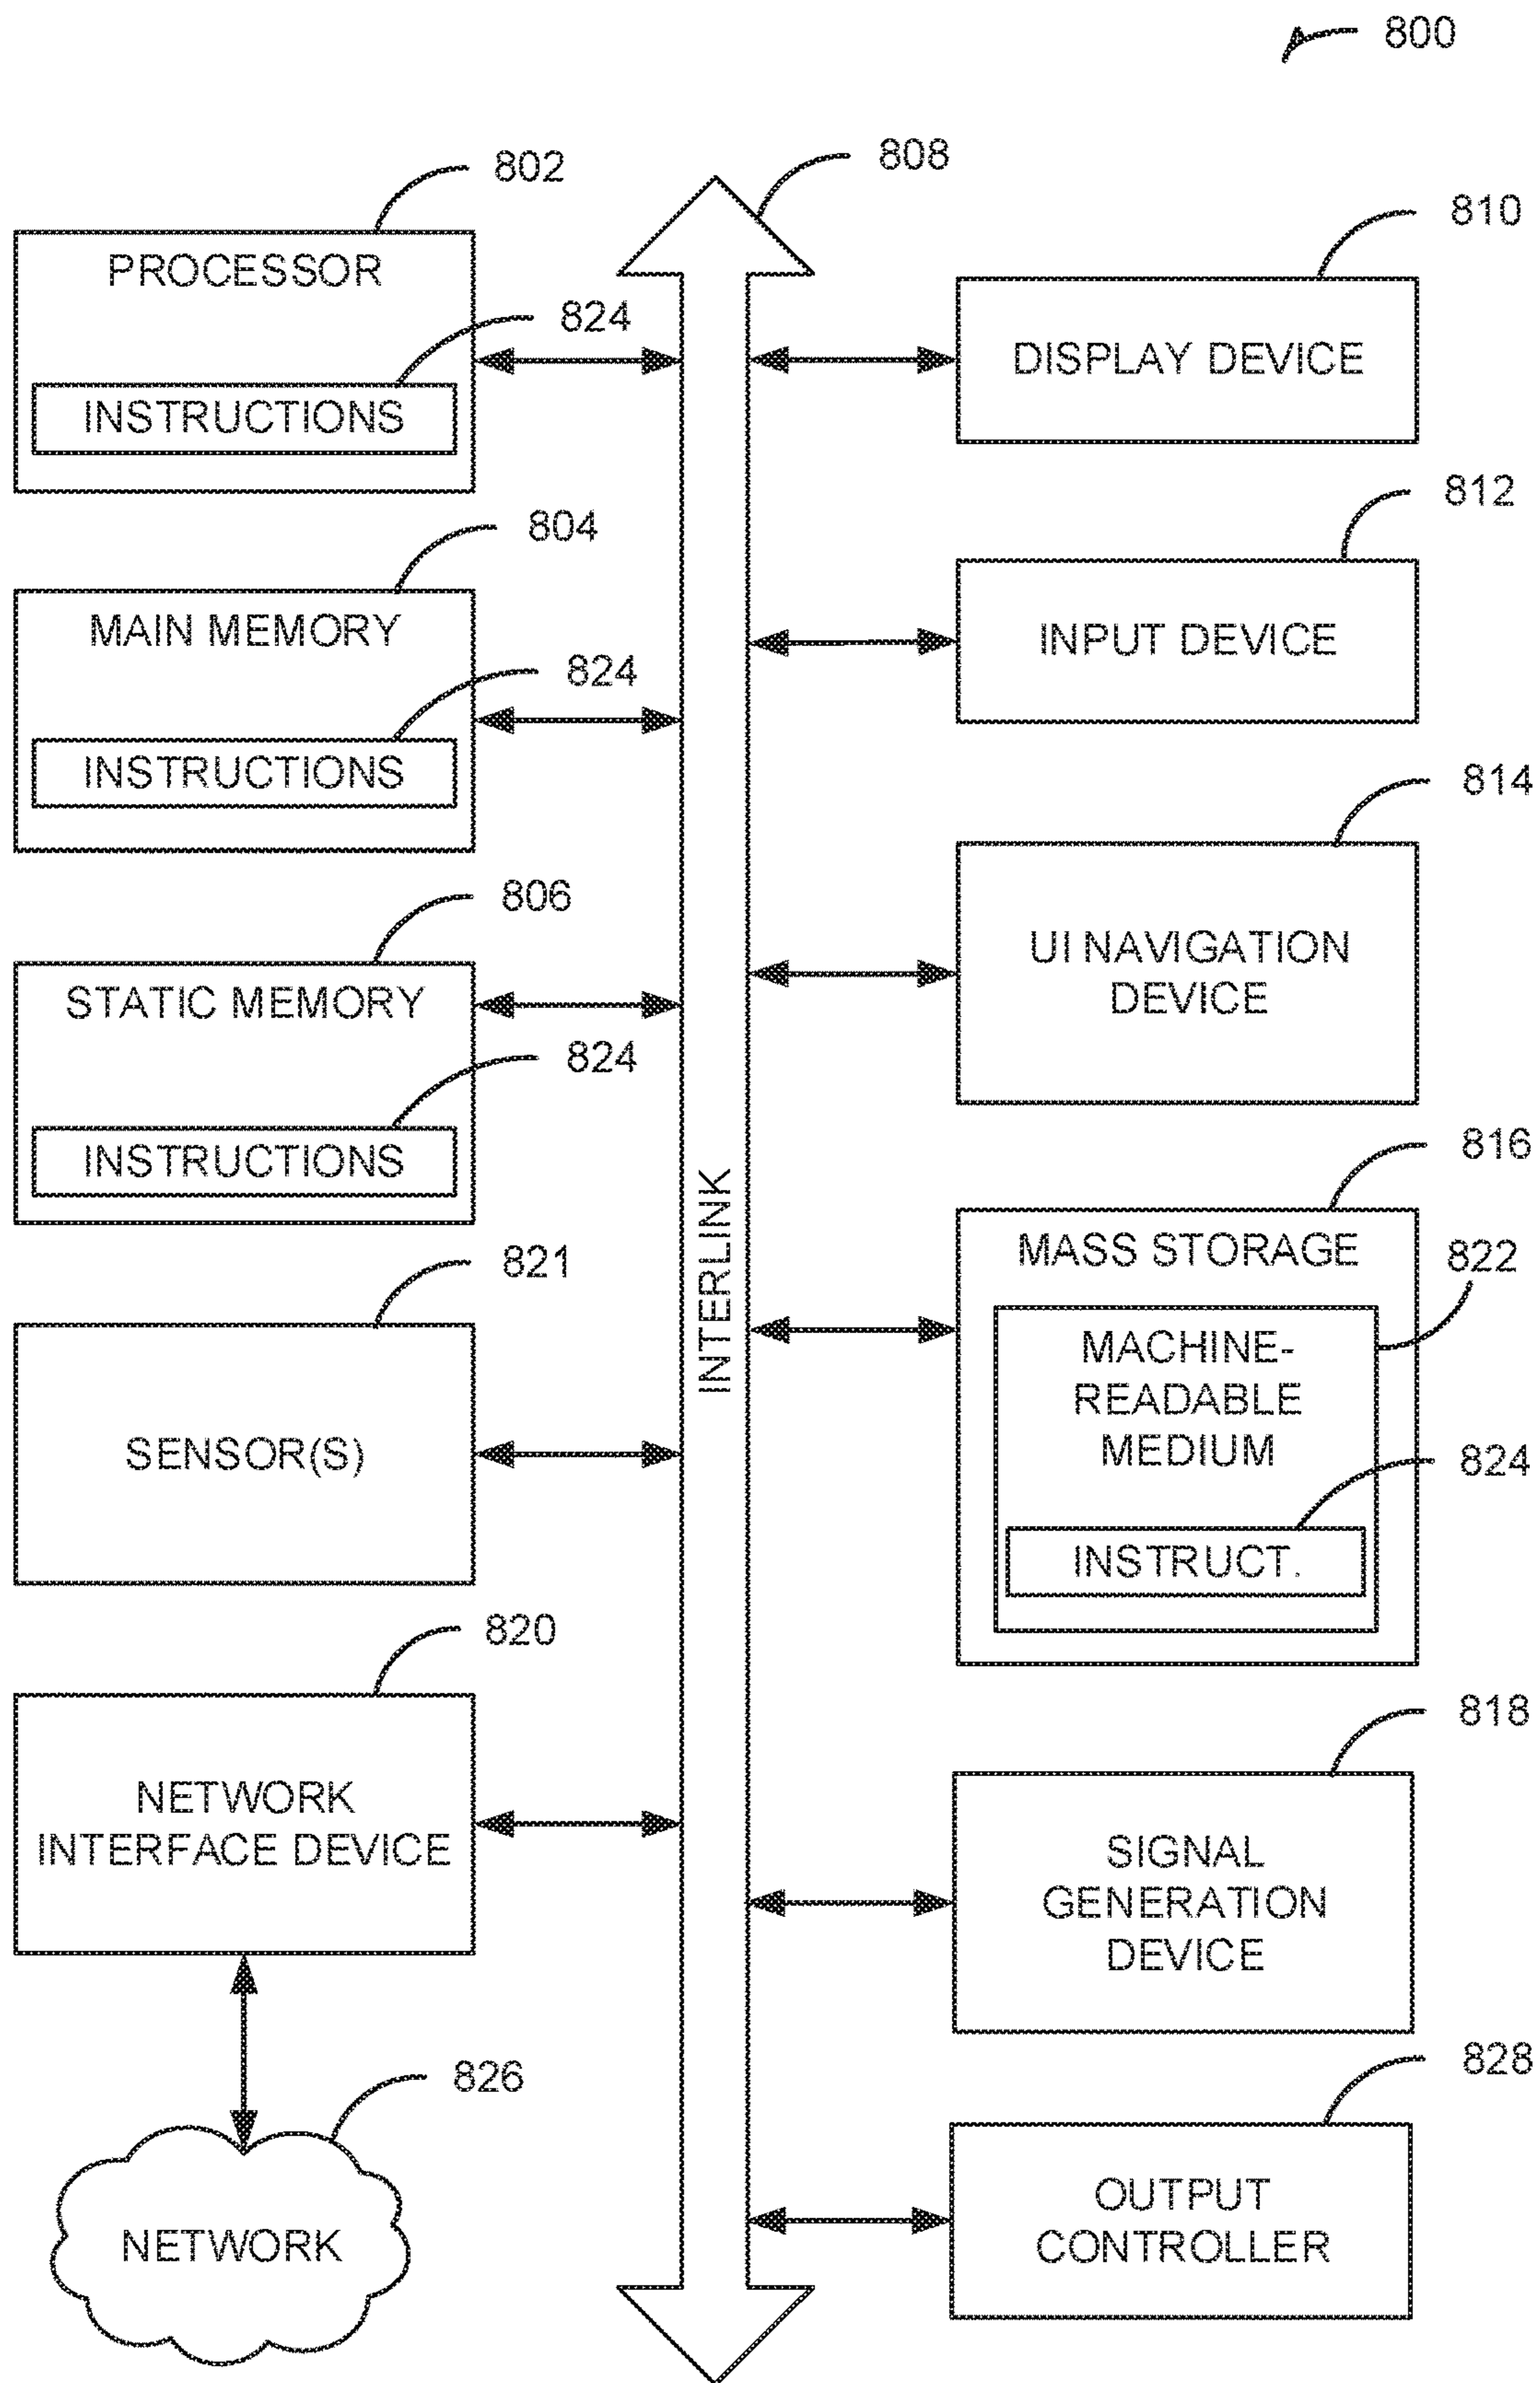 800
802
PROCESSOR
824
INSTRUCTIONS
804
MAIN MEMORY
824
INSTRUCTIONS
806
STATIC MEMORY
824
INSTRUCTIONS
821
SENSOR(S)
820
NETWORK
INTERFACE DEVICE
826
NETWORK
808
INTERLINK
810
DISPLAY DEVICE
812
INPUT DEVICE
814
UI NAVIGATION
DEVICE
816
MASS STORAGE
822
MACHINE-
READABLE
MEDIUM
824
INSTRUCT.
818
SIGNAL
GENERATION
DEVICE
828
OUTPUT
CONTROLLER